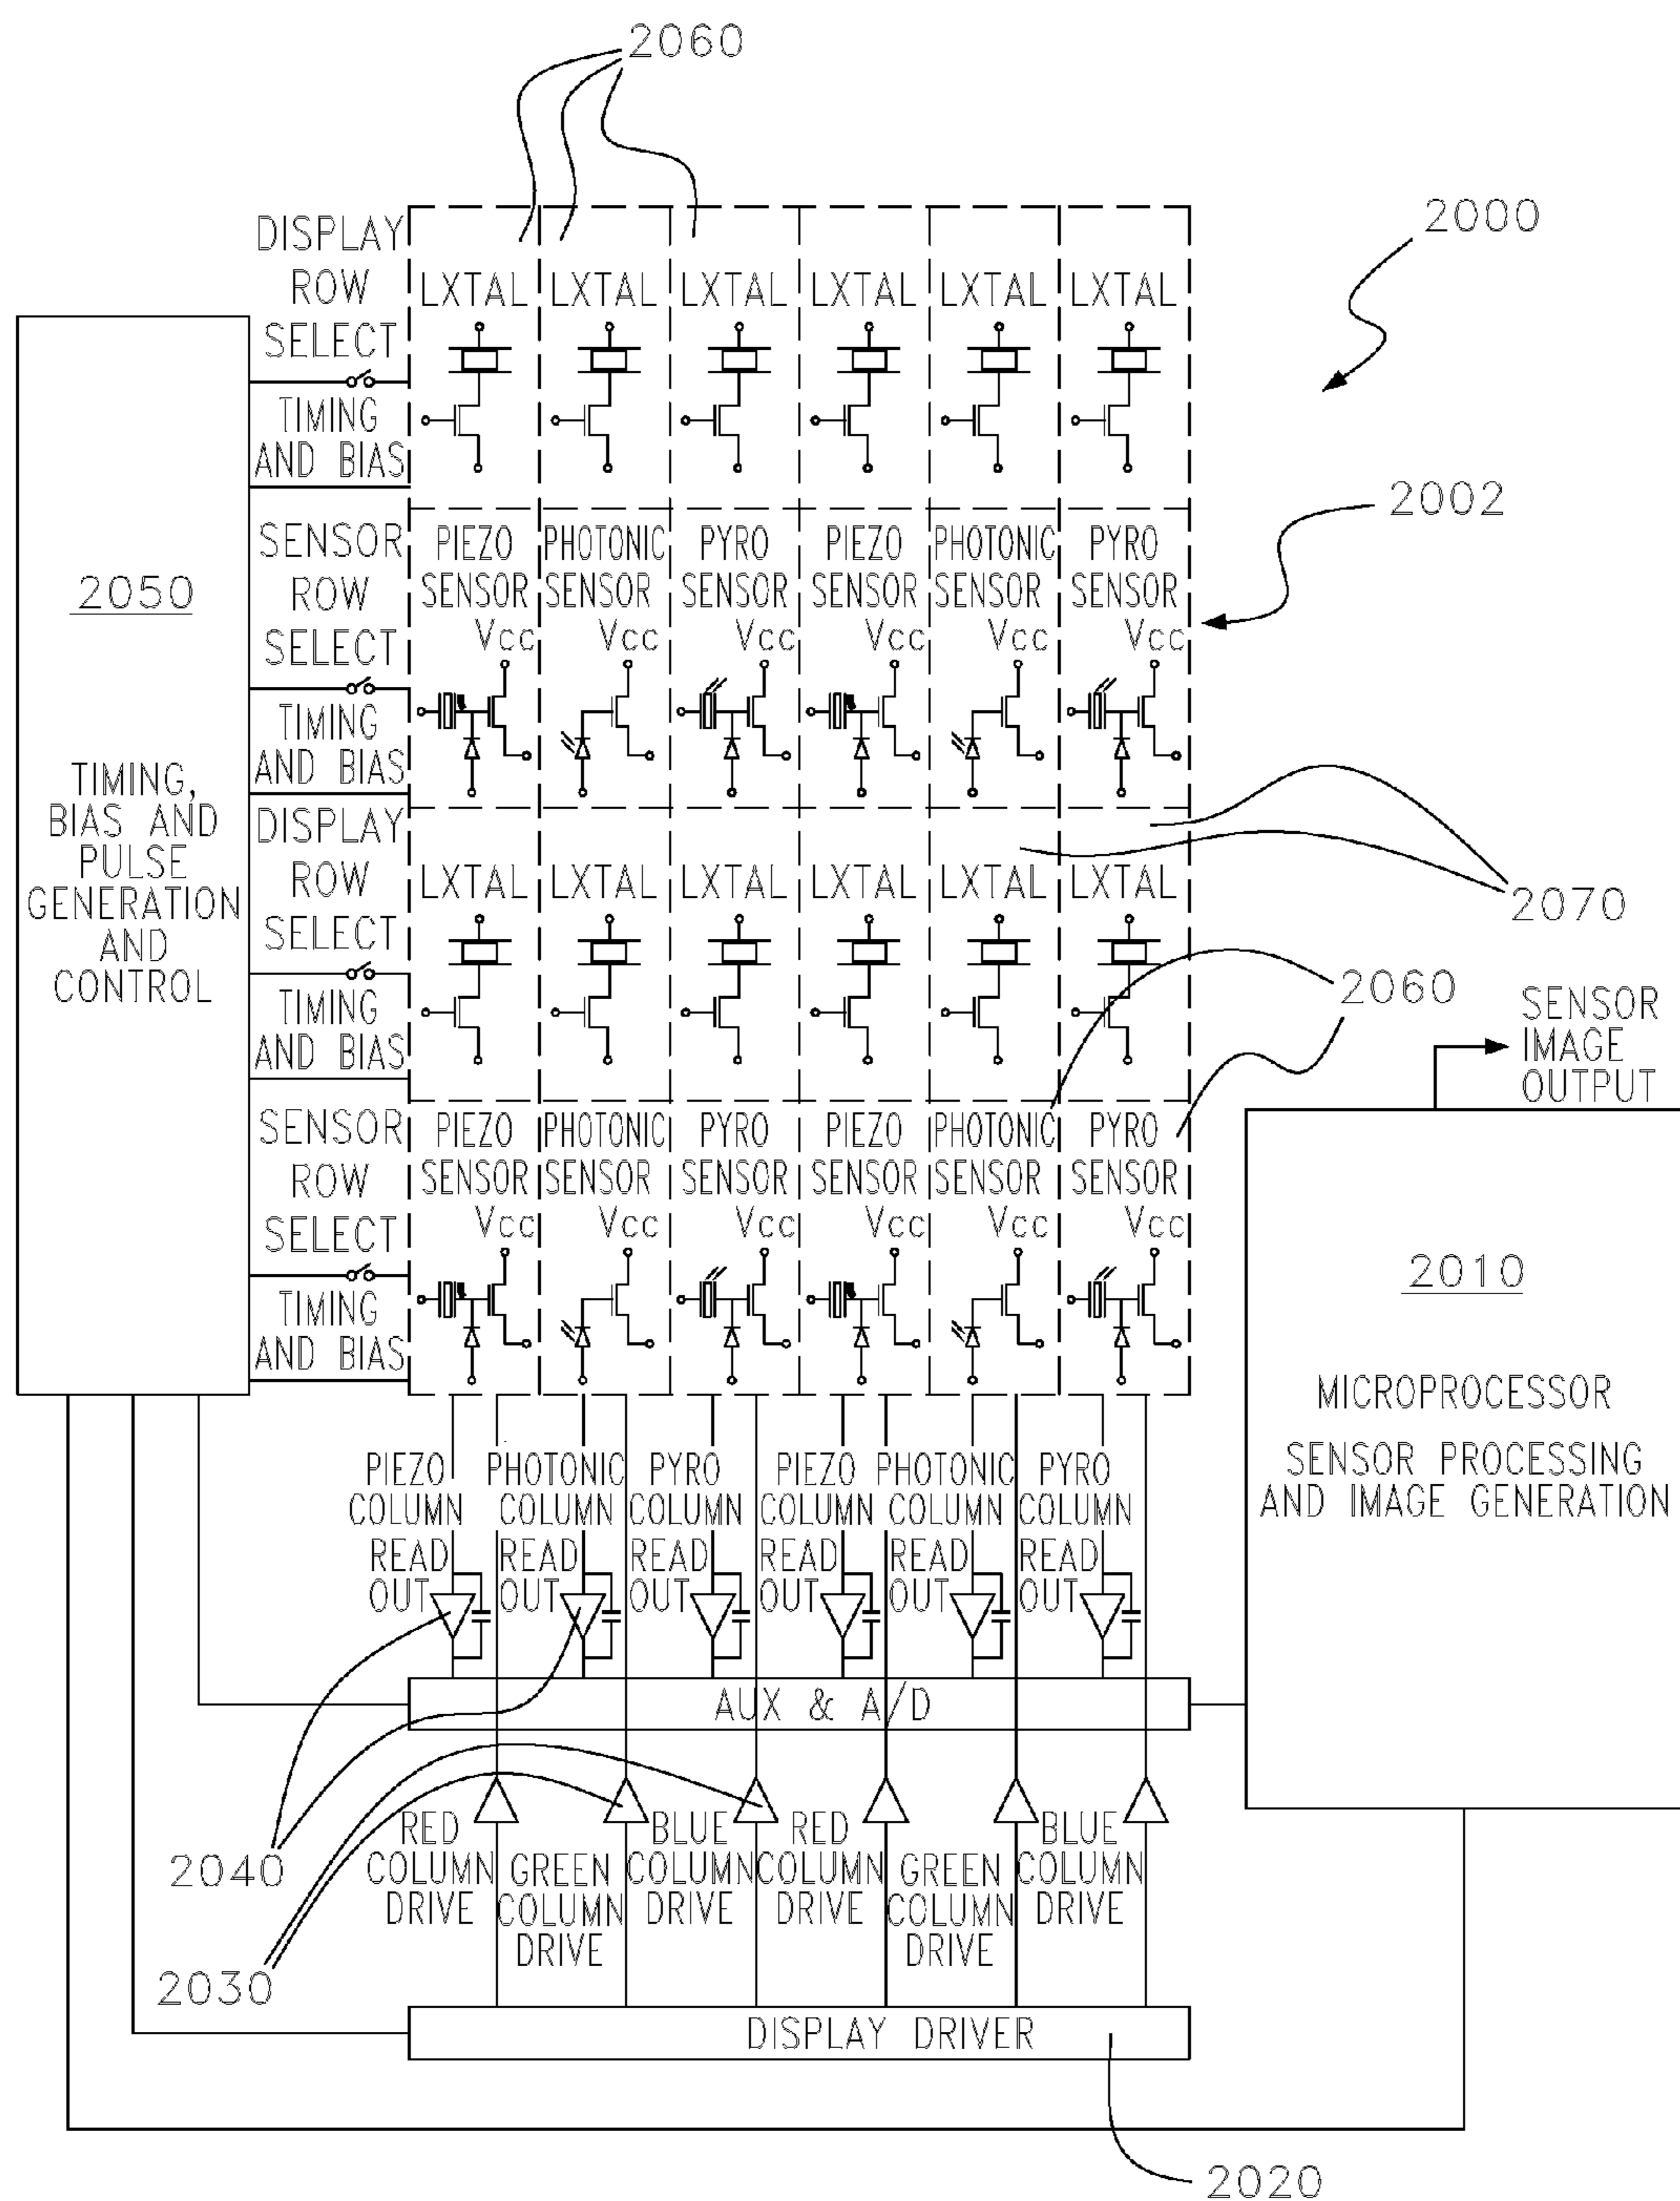 2060
2000
DISPLAY
ROW
SELECT
LXTAL LXTAL LXTAL LXTAL LXTAL LXTAL
TIMING
AND BIAS
2002
SENSOR
ROW
SELECT
PIEZO PHOTONIC PYRO PIEZO PHOTONIC PYRO
SENSOR SENSOR SENSOR SENSOR SENSOR SENSOR
Vcc Vcc Vcc Vcc Vcc Vcc
TIMING
AND BIAS
2050
TIMING,
BIAS AND
PULSE
GENERATION
AND
CONTROL
DISPLAY
ROW
SELECT
LXTAL LXTAL LXTAL LXTAL LXTAL LXTAL
2070
TIMING
AND BIAS
2060
SENSOR
IMAGE
OUTPUT
SENSOR
ROW
SELECT
PIEZO PHOTONIC PYRO PIEZO PHOTONIC PYRO
SENSOR SENSOR SENSOR SENSOR SENSOR SENSOR
Vcc Vcc Vcc Vcc Vcc Vcc
TIMING
AND BIAS
2010
MICROPROCESSOR
SENSOR PROCESSING
AND IMAGE GENERATION
PIEZO PHOTONIC PYRO PIEZO PHOTONIC PYRO
COLUMN COLUMN COLUMN COLUMN COLUMN COLUMN
READ READ READ READ READ READ
OUT OUT OUT OUT OUT OUT
AUX & A/D
2040
RED
COLUMN
DRIVE
GREEN
COLUMN
DRIVE
BLUE
COLUMN
DRIVE
RED
COLUMN
DRIVE
GREEN
COLUMN
DRIVE
BLUE
COLUMN
DRIVE
2030
DISPLAY DRIVER
2020